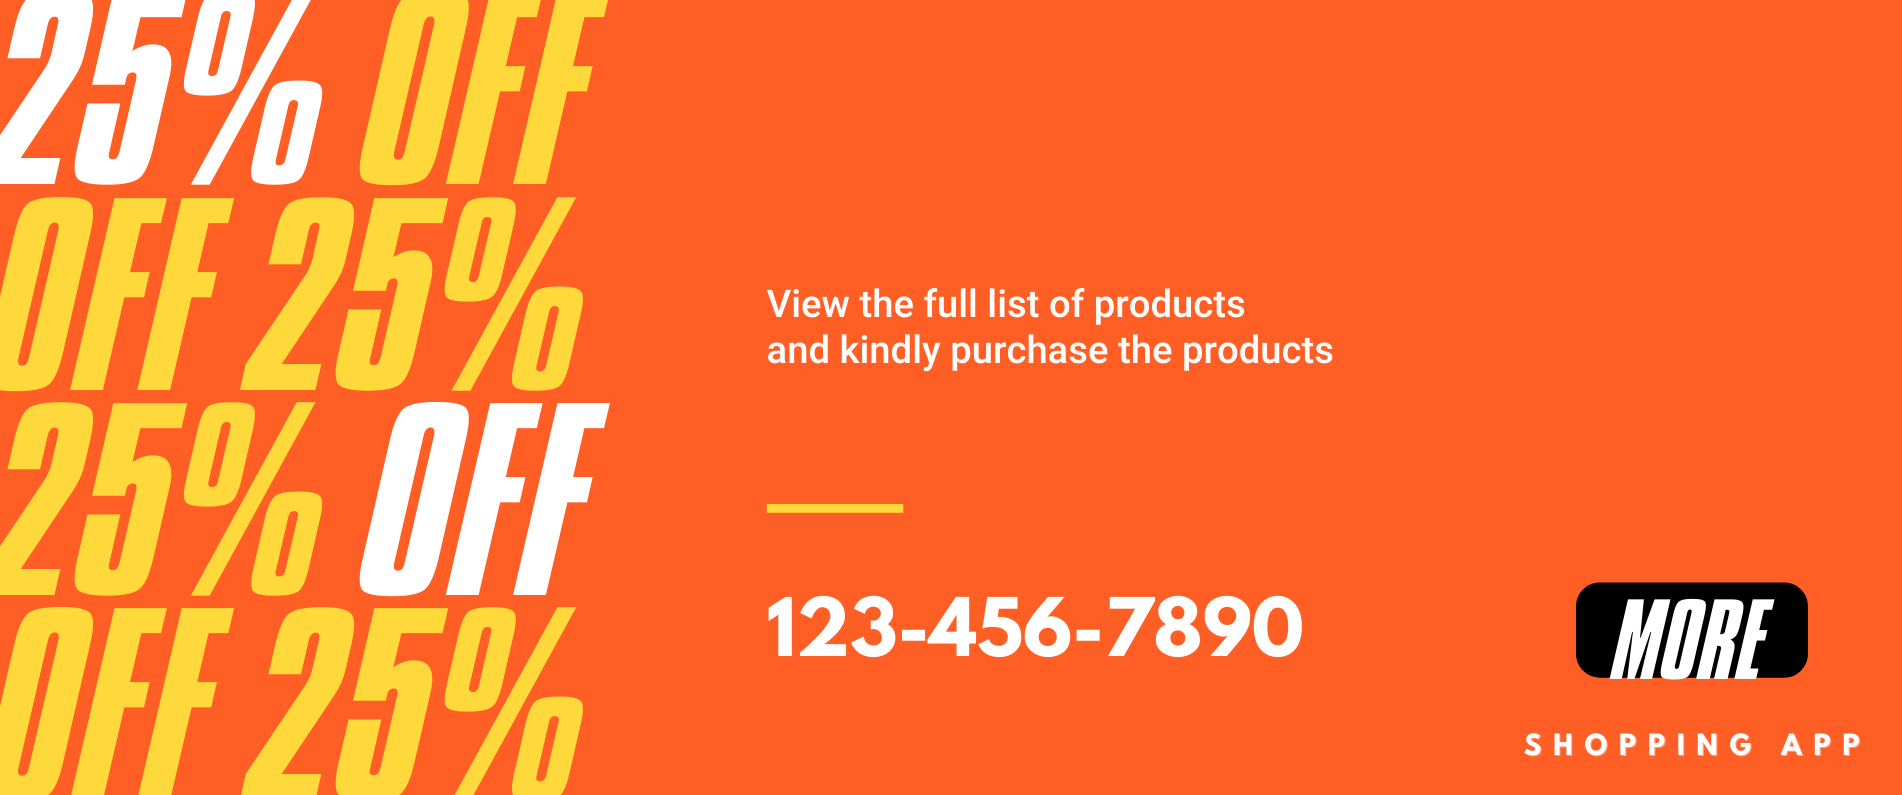 25% OFF
OFF 25%
25% OFF
OFF 25%
View the full list of products
and kindly purchase the products
123-456-7890
MORE
SHOPPING APP